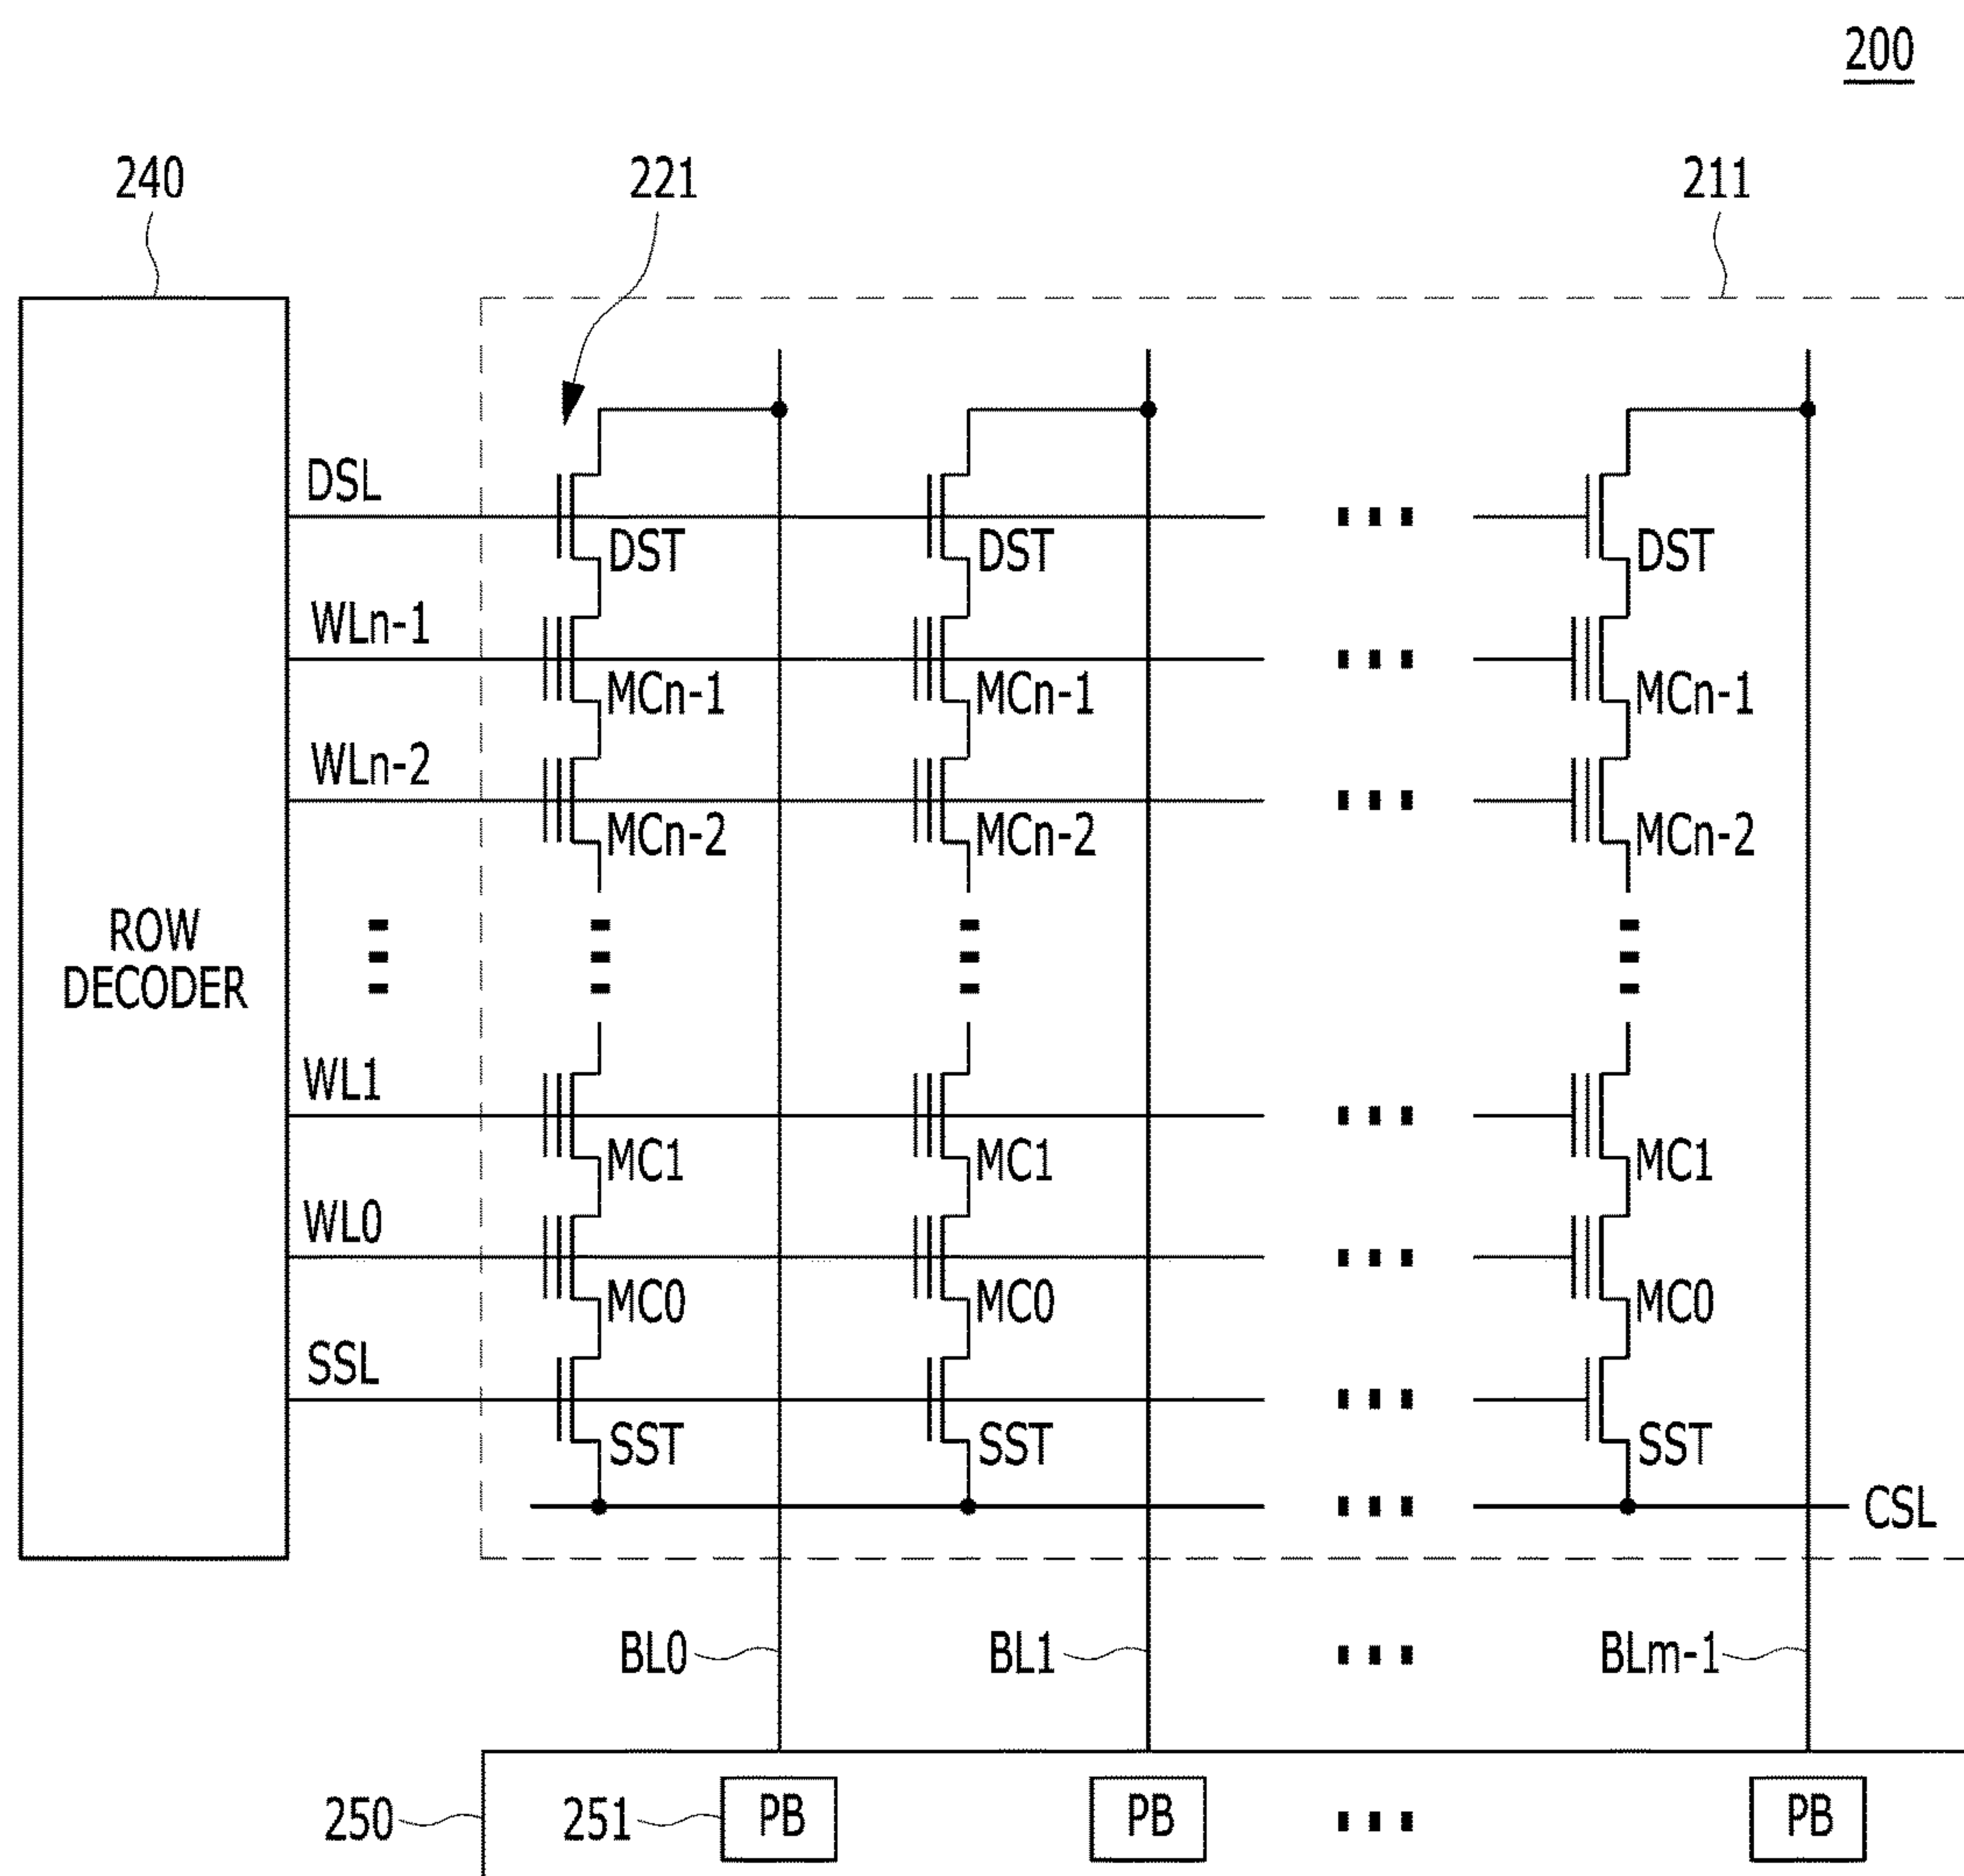 200
240 221 211
DSL
DST DST DST
WLn-1
MCn-1 MCn-1 MCn-1
WLn-2
MCn-2 MCn-2 MCn-2
ROW
DECODER
WL1
MC1 MC1 MC1
WL0
MC0 MC0 MC0
SSL
SST SST SST
CSL
BL0 BL1 BLm-1
250 251 PB PB PB